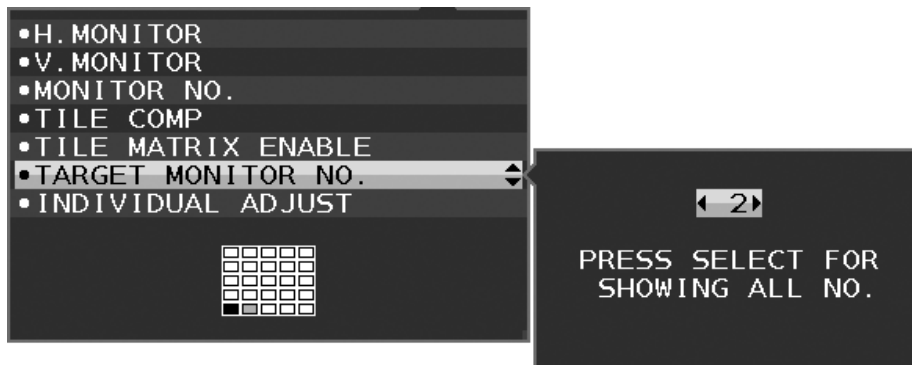 •H.MONITOR
•V.MONITOR
•MONITOR NO.
•TILE COMP
•TILE MATRIX ENABLE
•TARGET MONITOR NO.
•INDIVIDUAL ADJUST
2
PRESS SELECT FOR
SHOWING ALL NO.